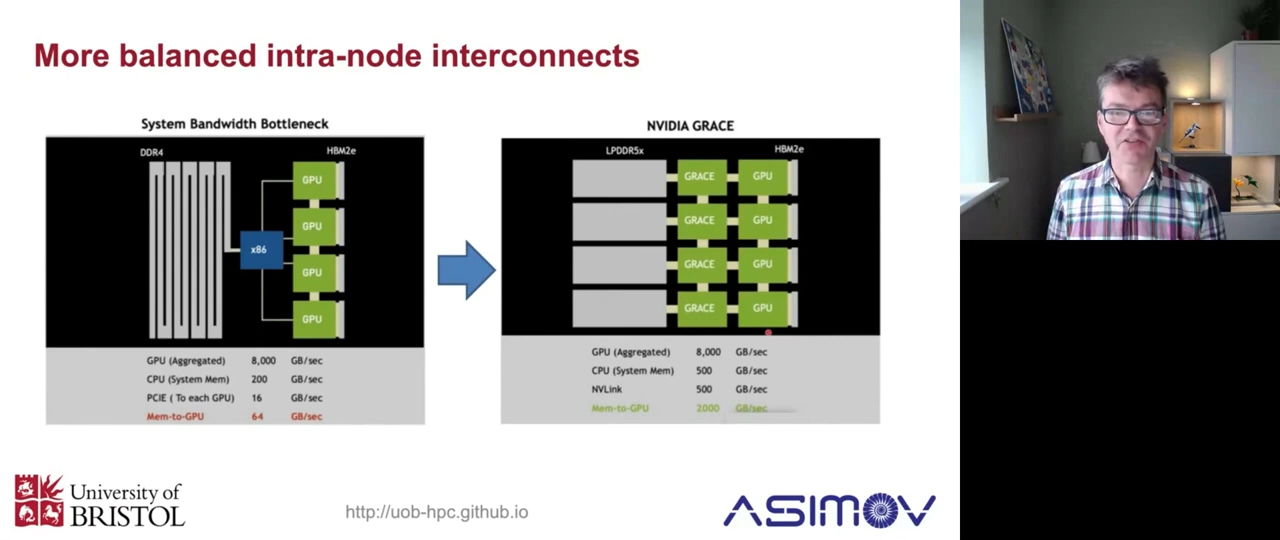 More balanced intra-node interconnects
System Bandwidth Bottleneck
DDR4
HBM2e
GPU
GPU
x86
GPU
GPU
GPU (Aggregated) 8,000 GB/sec
CPU (System Mem) 200 GB/sec
PCIE ( To each GPU) 16 GB/sec
Mem-to-GPU 64 GB/sec
NVIDIA GRACE
LPDDR5x HBM2e
GRACE GPU
GRACE GPU
GRACE GPU
GRACE GPU
GPU (Aggregated) 8,000 GB/sec
CPU (System Mem) 500 GB/sec
NVLink 500 GB/sec
Mem-to-GPU 2000 GB/sec
University of
BRISTOL
http://uob-hpc.github.io
ASIMOV